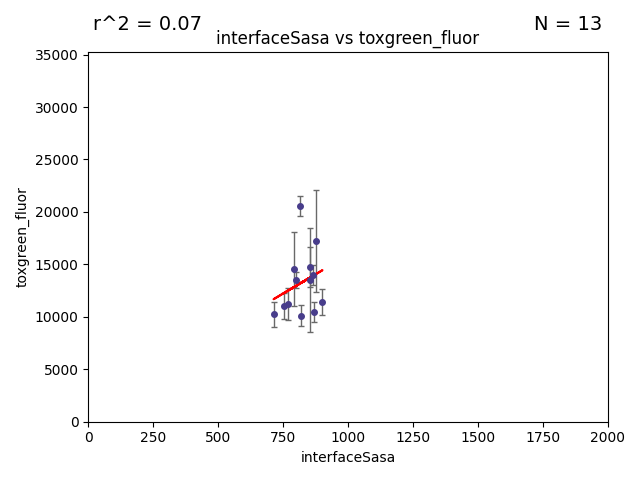 r^2 = 0.07
N = 13
interfaceSasa vs toxgreen_fluor
35000
30000
25000
20000
15000
10000
5000
0
toxgreen_fluor
0 250 500 750 1000 1250 1500 1750 2000
interfaceSasa